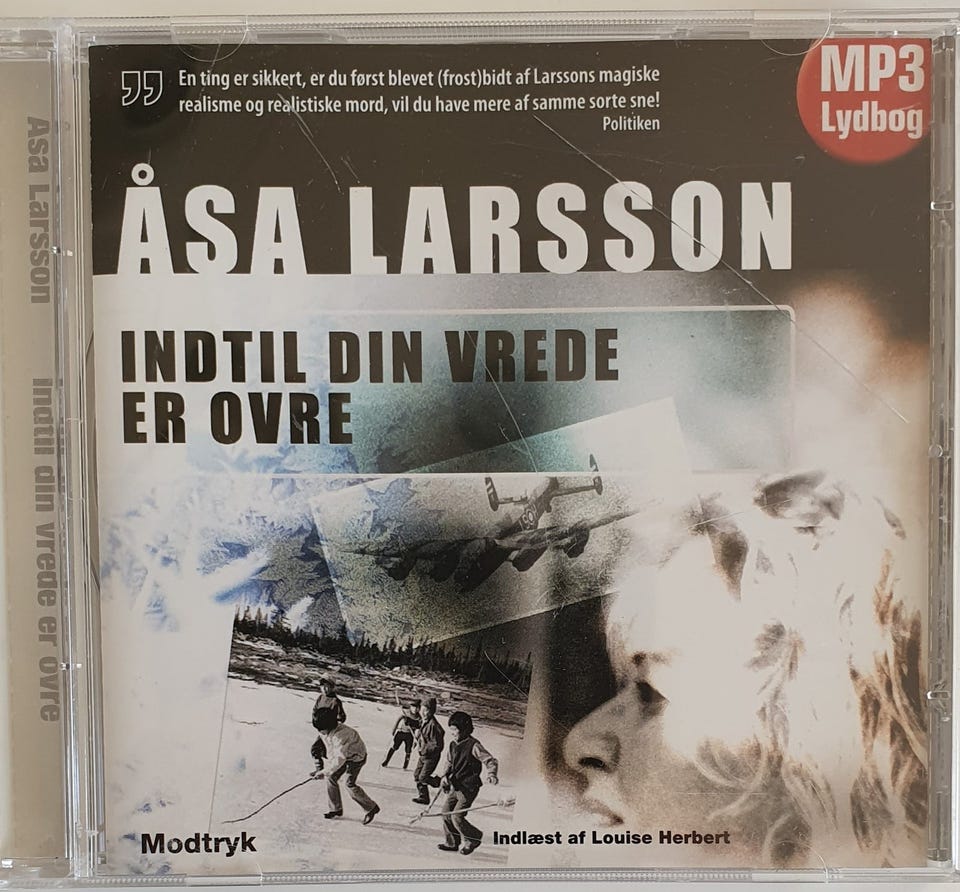 En ting er sikkert, er du først blevet (frost)bidt af Larssons magiske
realisme og realistiske mord, vil du have mere af samme sorte sne!
Politiken
MP3
Lydbog
ÅSA LARSSON
INDTIL DIN VREDE
ER OVRE
Modtryk
Indlæst af Louise Herbert
Åsa Larsson indtil din vrede er ovre